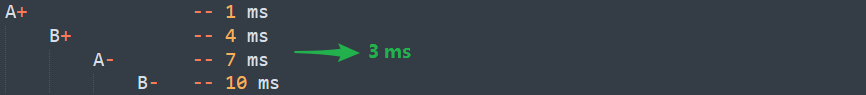 A+ -- 1 ms
B+ -- 4 ms
A- -- 7 ms
3 ms
B- -- 10 ms